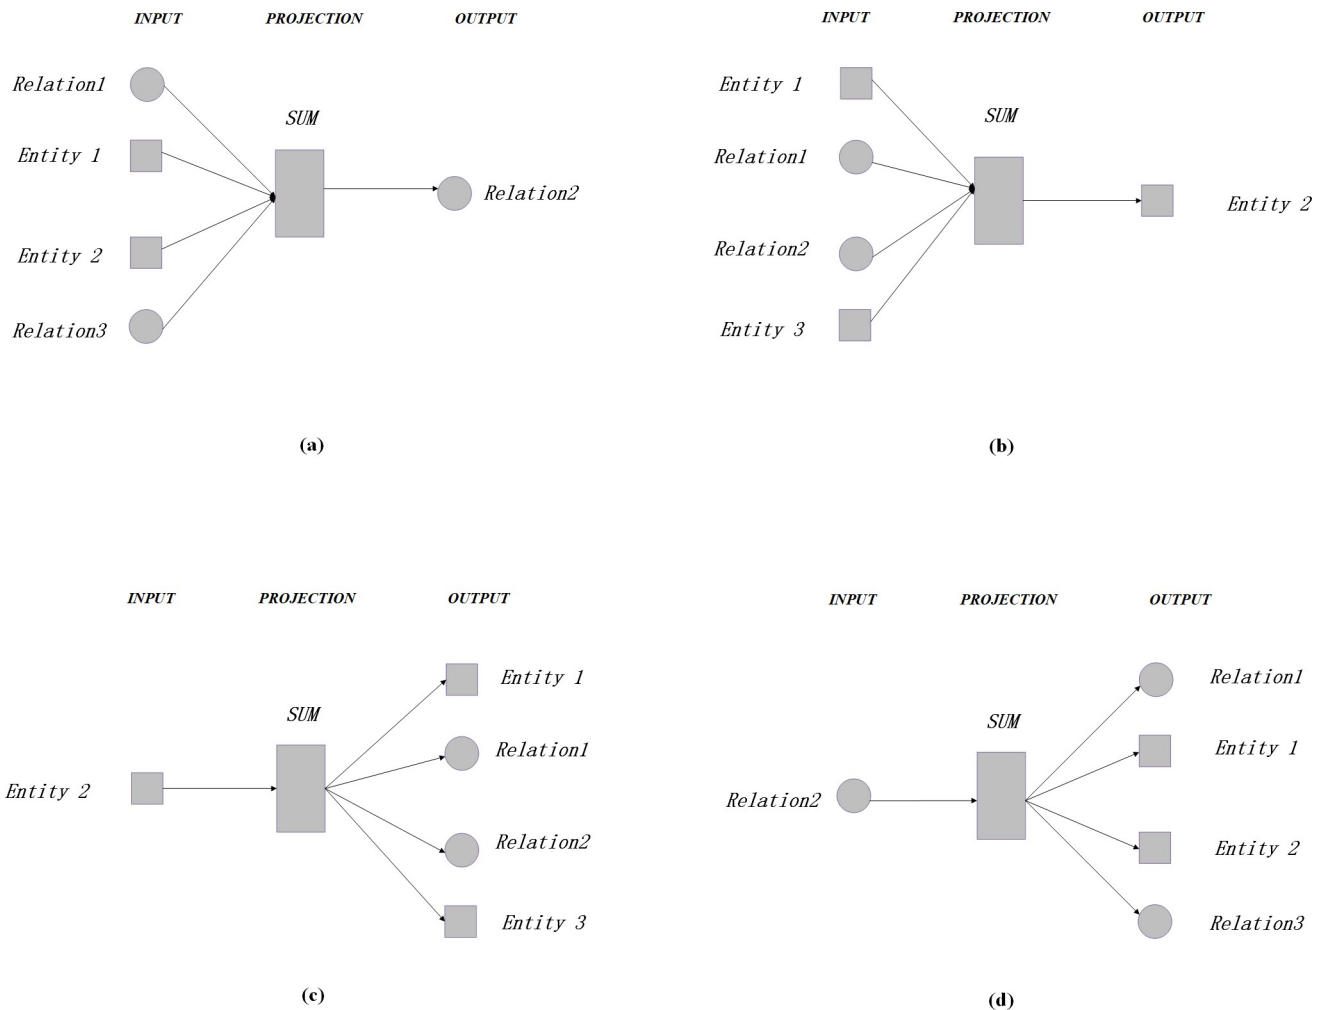 INPUT PROJECTION OUTPUT
Relation1
SUM
Entity 1
Relation2
Entity 2
Relation3
(a)
INPUT PROJECTION OUTPUT
Entity 1
SUM
Relation1
Entity 2
Relation2
Entity 3
(b)
INPUT PROJECTION OUTPUT
Entity 1
SUM
Relation1
Entity 2
Relation2
Entity 3
(c)
INPUT PROJECTION OUTPUT
Relation1
SUM
Entity 1
Relation2
Entity 2
Relation3
(d)